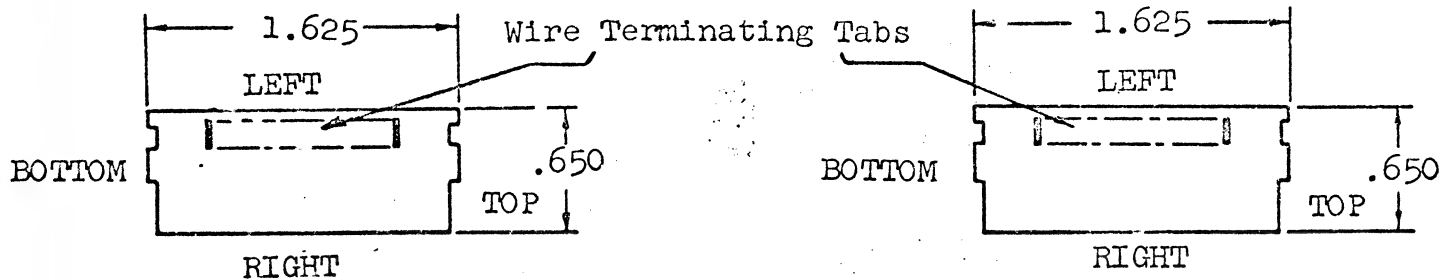 1.625 Wire Terminating Tabs 1.625
LEFT LEFT
BOTTOM .650 BOTTOM .650
TOP TOP
RIGHT RIGHT